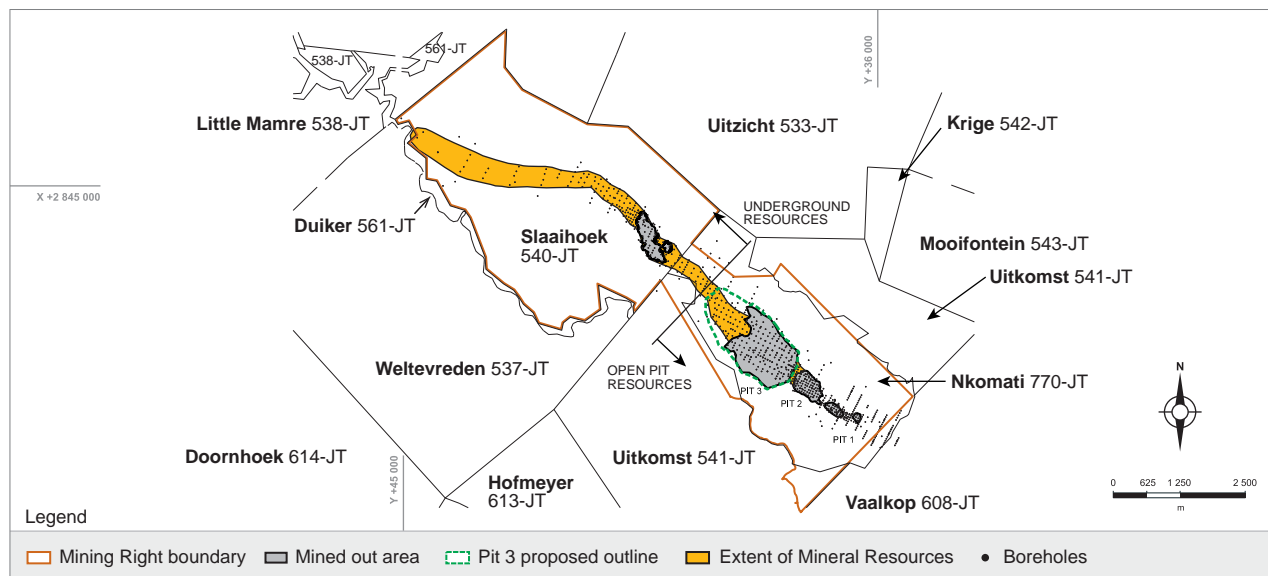 561-JT
538-JT
Y +36 000
Little Mamre 538-JT
Uitzicht 533-JT
Krige 542-JT
X +2 845 000
UNDERGROUND
RESOURCES
Duiker 561-JT
Slaaihoek
540-JT
Mooifontein 543-JT
Uitkomst 541-JT
Weltevreden 537-JT
OPEN PIT
RESOURCES
Nkomati 770-JT
N
PIT 3
PIT 2
PIT 1
Doornhoek 614-JT
Y +45 000
Hofmeyer
613-JT
Uitkomst 541-JT
Vaalkop 608-JT
0 625 1 250 2 500
m
Legend
Mining Right boundary
Mined out area
Pit 3 proposed outline
Extent of Mineral Resources
Boreholes